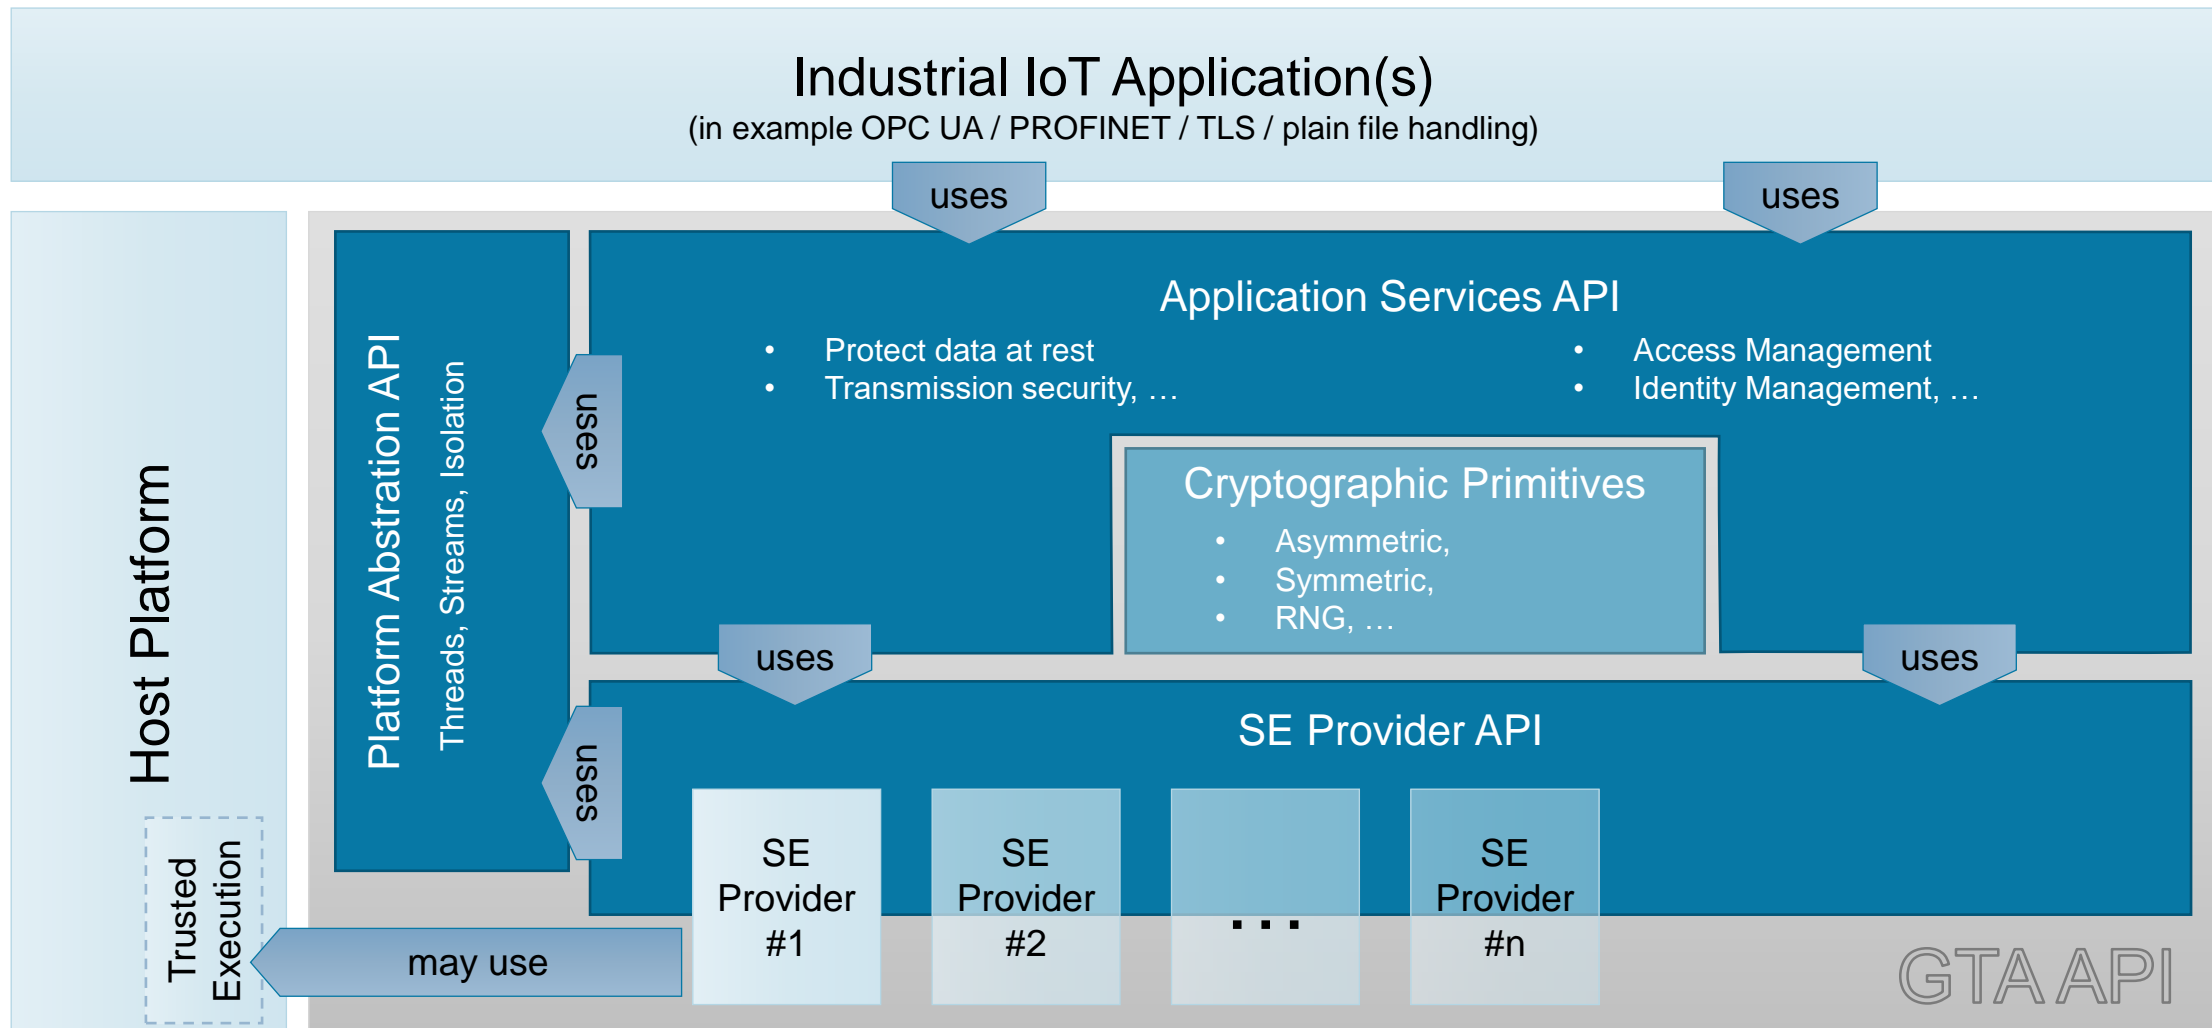 Industrial IoT Application(s)
(in example OPC UA / PROFINET / TLS / plain file handling)
uses
uses
Host Platform
Trusted
Execution
Platform Abstration API
Threads, Streams, Isolation
uses
uses
Application Services API
• Protect data at rest
• Transmission security, …
• Access Management
• Identity Management, …
Cryptographic Primitives
• Asymmetric,
• Symmetric,
• RNG, …
uses
uses
SE Provider API
SE
Provider
#1
SE
Provider
#2
...
SE
Provider
#n
may use
GTA API